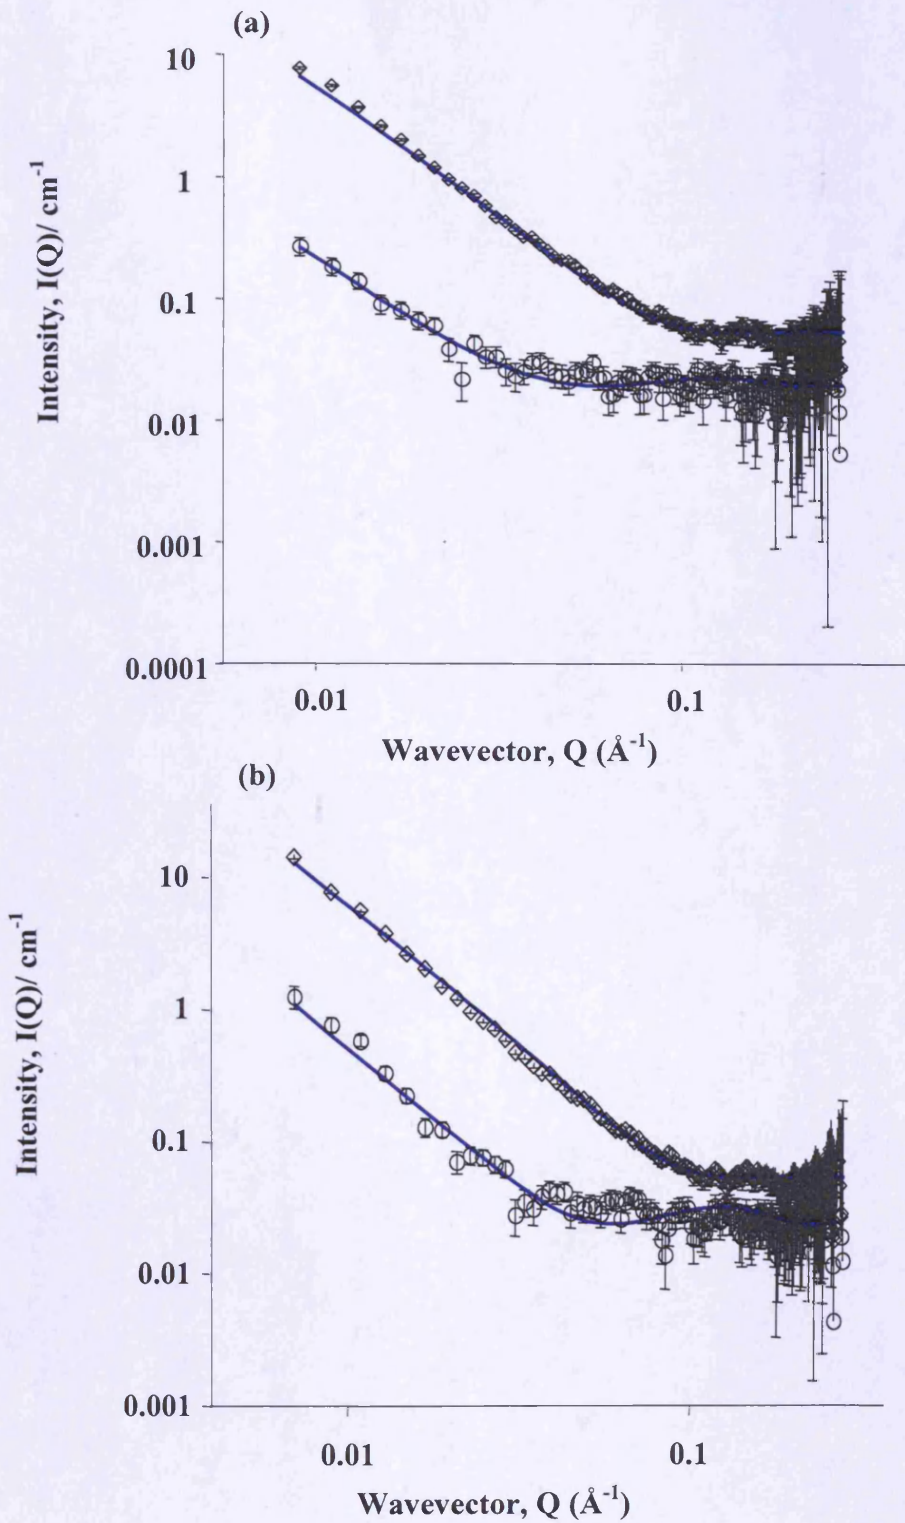 (a)
10
1
0.1
0.01
0.001
0.0001
Intensity, I(Q)/ cm⁻¹
0.01
0.1
Wavevector, Q (Å⁻¹)
(b)
10
1
0.1
0.01
0.001
Intensity, I(Q)/ cm⁻¹
0.01
0.1
Wavevector, Q (Å⁻¹)